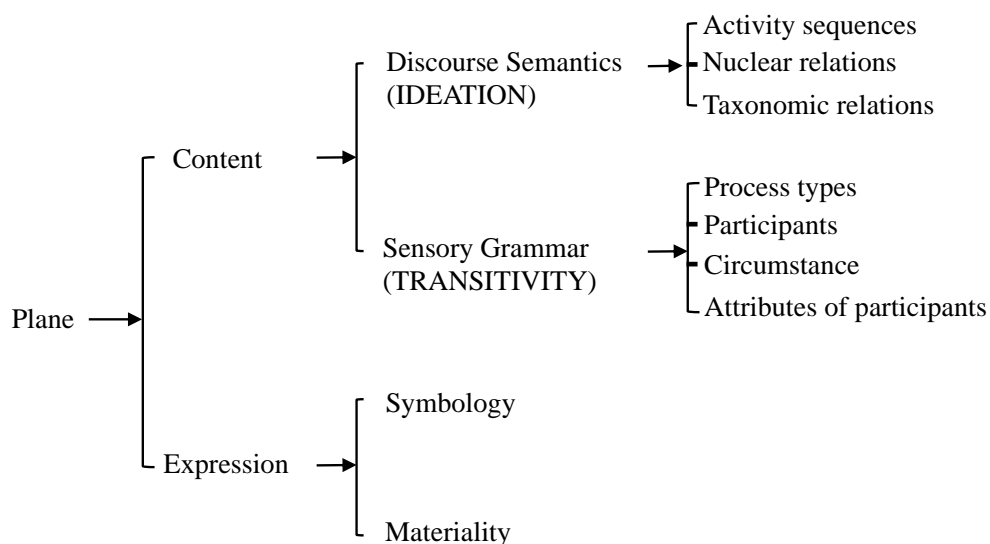 Activity sequences
Discourse Semantics
(IDEATION)
Nuclear relations
Taxonomic relations
Content
Process types
Participants
Sensory Grammar
(TRANSITIVITY)
Circumstance
Attributes of participants
Plane
Symbology
Expression
Materiality